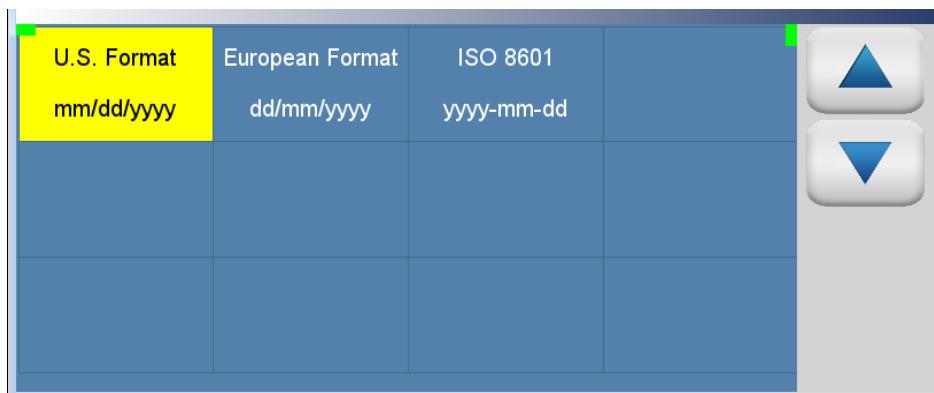 U.S. Format
mm/dd/yyyy
European Format
dd/mm/yyyy
ISO 8601
yyyy-mm-dd